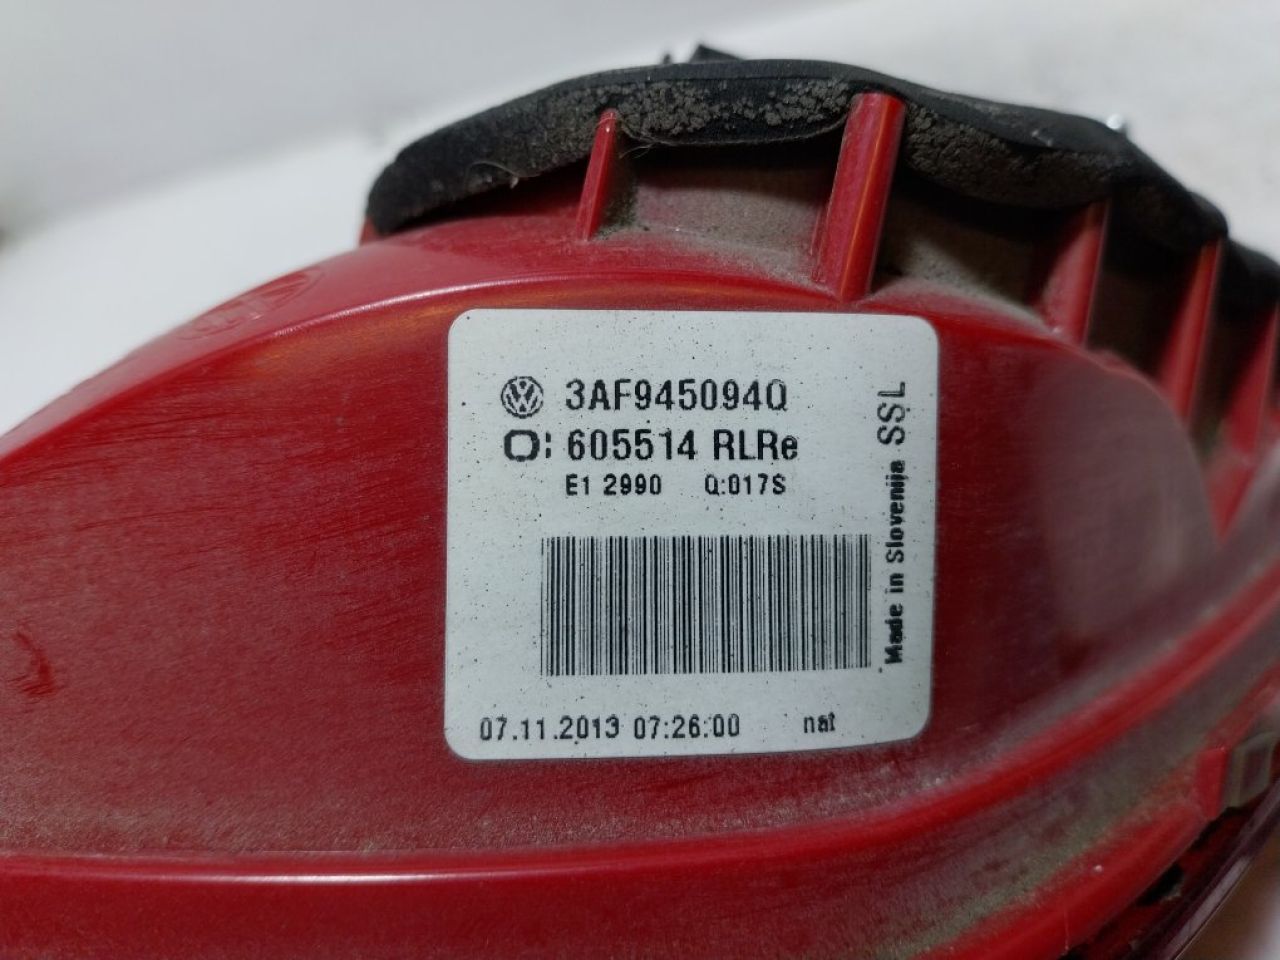 3AF945094Q
O: 605514 RLRe
E1 2990 Q:017S
Made in Slovenija SSL
07.11.2013 07:26:00 nat